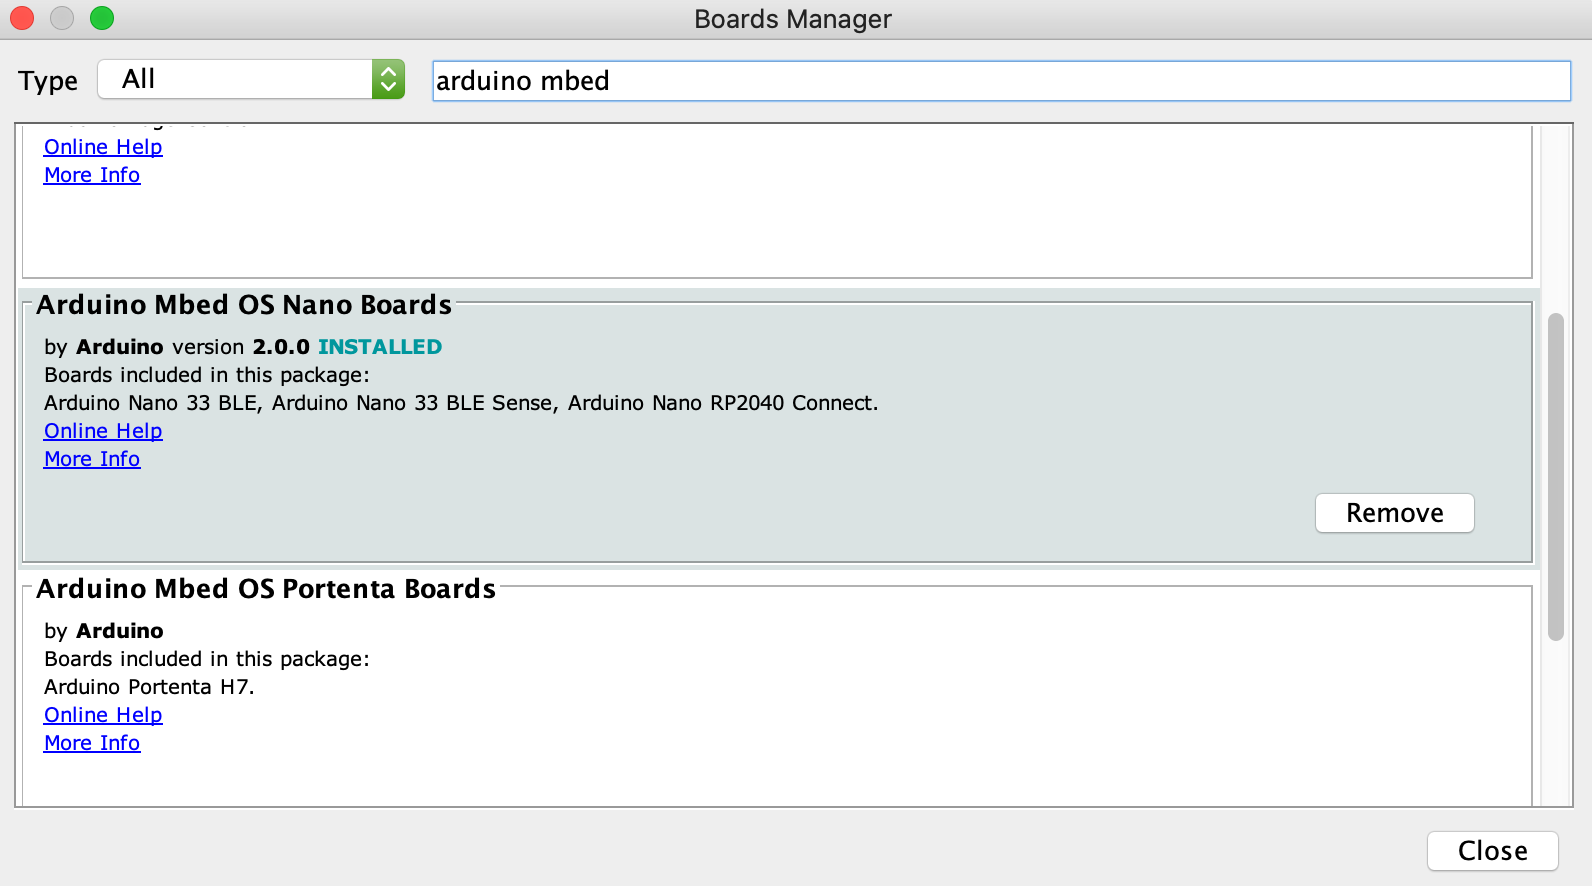 Boards Manager
Type All arduino mbed
Online Help
More Info
Arduino Mbed OS Nano Boards
by Arduino version 2.0.0 INSTALLED
Boards included in this package:
Arduino Nano 33 BLE, Arduino Nano 33 BLE Sense, Arduino Nano RP2040 Connect.
Online Help
More Info
Remove
Arduino Mbed OS Portenta Boards
by Arduino
Boards included in this package:
Arduino Portenta H7.
Online Help
More Info
Close